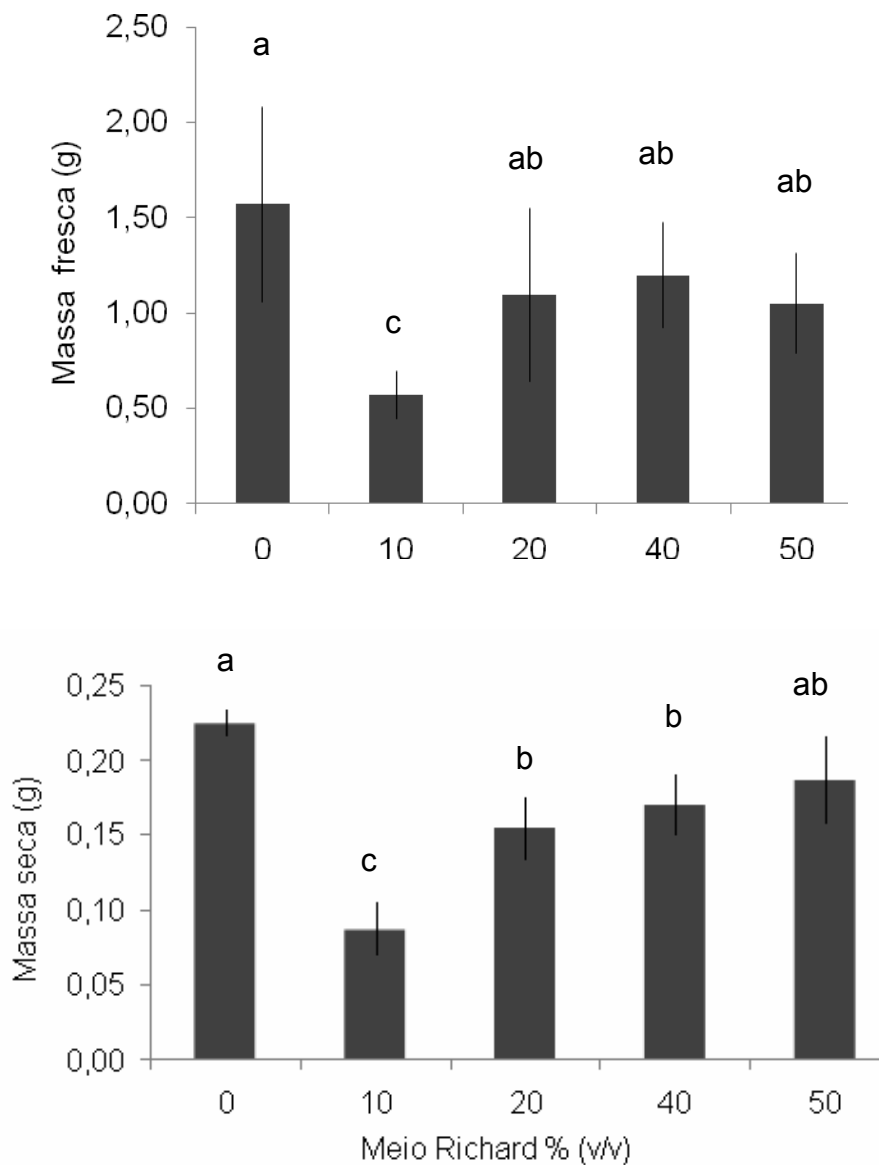 2,50
a
2,00
ab
ab
ab
1,50
1,00
c
0,50
0,00
Massa fresca (g)
0 10 20 40 50
a
0,25
ab
b
0,20
b
0,15
c
0,10
0,05
0,00
Massa seca (g)
0 10 20 40 50
Meio Richard % (v/v)